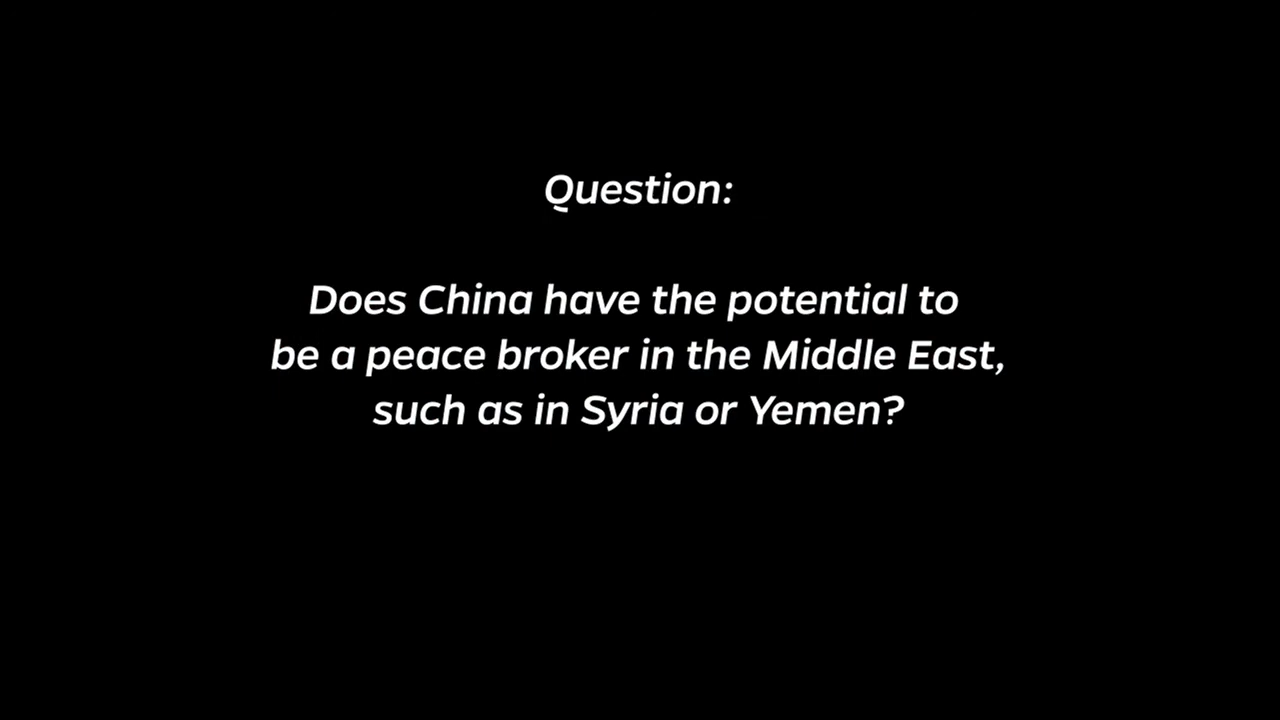 Question:
Does China have the potential to
be a peace broker in the Middle East,
such as in Syria or Yemen?